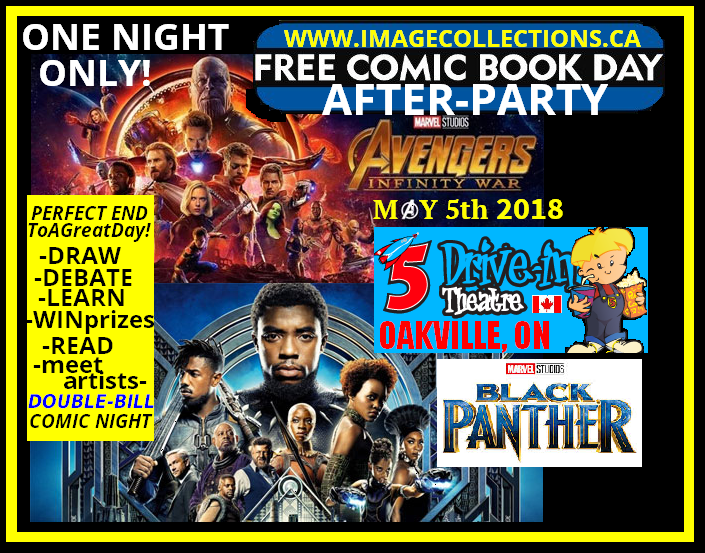 ONE NIGHT
ONLY!
WWW.IMAGECOLLECTIONS.CA
FREE COMIC BOOK DAY
AFTER-PARTY
MARVEL STUDIOS
AVENGERS
INFINITY WAR
MAY 5th 2018
PERFECT END
ToAGreatDay!
-DRAW
-DEBATE
-LEARN
-WINprizes
-READ
-meet
artists-
DOUBLE-BILL
COMIC NIGHT
5 Drive-in
Theatre
OAKVILLE, ON
MARVEL STUDIOS
BLACK
PANTHER